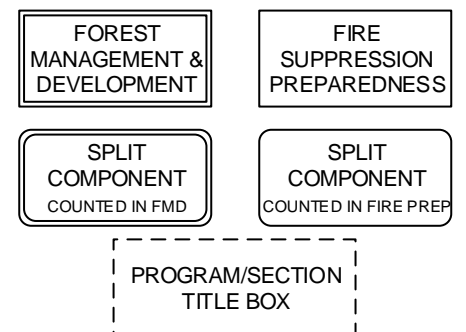 FOREST
MANAGEMENT &
DEVELOPMENT
FIRE
SUPPRESSION
PREPAREDNESS
SPLIT
COMPONENT
COUNTED IN FMD
SPLIT
COMPONENT
COUNTED IN FIRE PREP
PROGRAM/SECTION
TITLE BOX